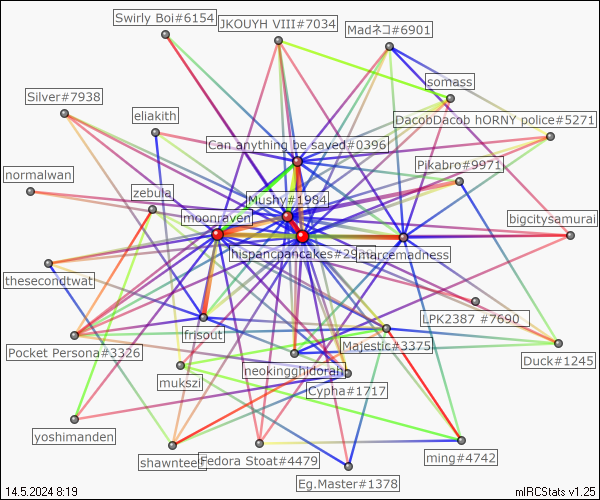 Swirly Boi#6154
JKOUYH VIII#7034
Madネコ#6901
somass
Silver#7938
eliakith
DacobDacob hORNY police#5271
Can anything be saved#0396
Pikabro#9971
normalwan
zebula
Mushy#1984
moonraven
bigcitysamurai
hispancpancakes#29
marcemadness
thesecondtwat
LPK2387 #7690
frisout
Pocket Persona#3326
Majestic#3375
Duck#1245
neokingghidorah
mukszi
Cypha#1717
yoshimanden
shawntee
Fedora Stoat#4479
ming#4742
Eg.Master#1378
14.5.2024 8:19
mIRCStats v1.25